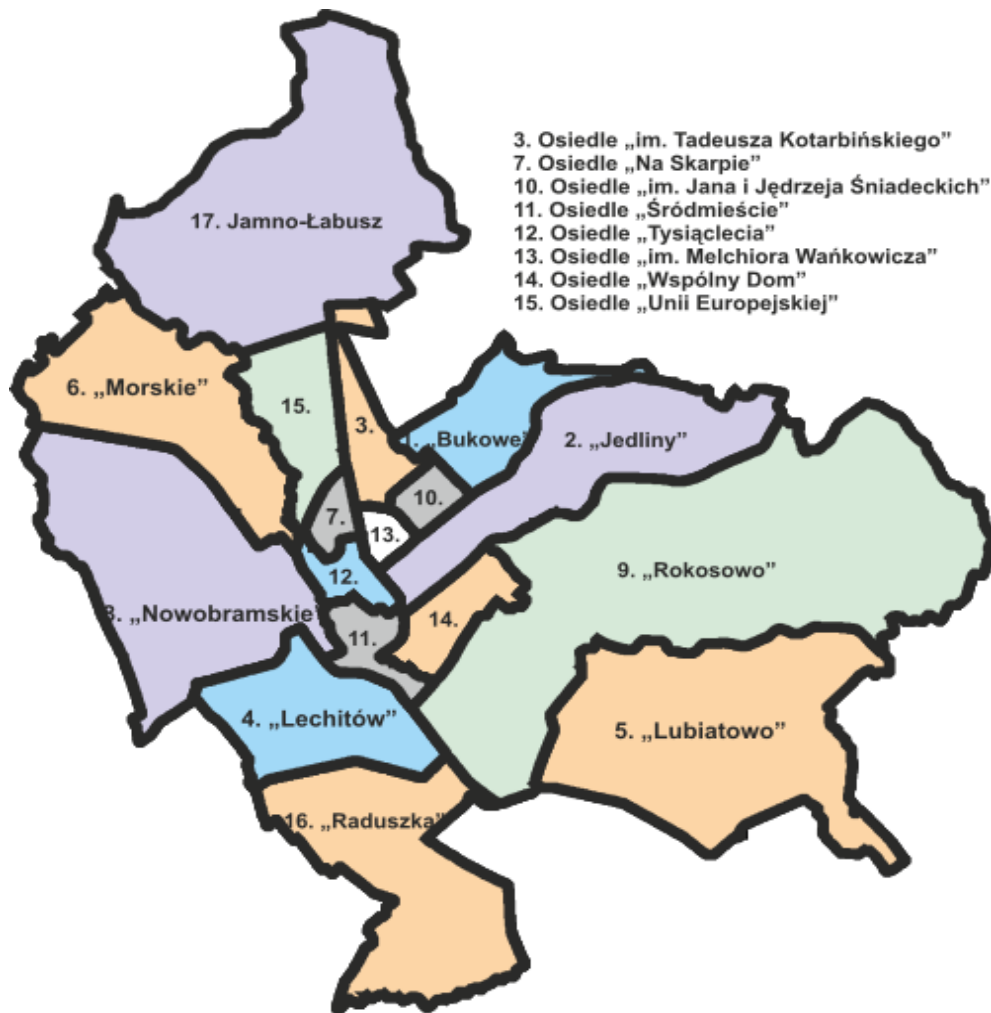 3. Osiedle „im. Tadeusza Kotarbińskiego”
7. Osiedle „Na Skarpie”
10. Osiedle „im. Jana i Jędrzeja Śniadeckich”
11. Osiedle „Śródmieście”
12. Osiedle „Tysiąclecia”
13. Osiedle „im. Melchiora Wańkowicza”
14. Osiedle „Wspólny Dom”
15. Osiedle „Unii Europejskiej”
17. Jamno-Łabusz
6. „Morskie”
15.
3.
1. „Bukowe”
2. „Jedliny”
10.
7.
13.
12.
9. „Rokosowo”
8. „Nowobramskie”
14.
11.
4. „Lechitów”
5. „Lubiatowo”
16. „Raduszka”